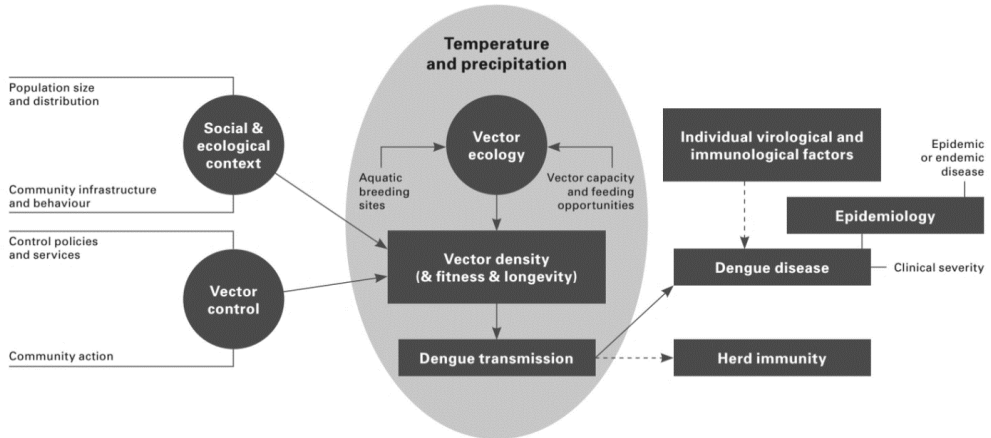 Temperature
and precipitation
Population size
and distribution
Social &
ecological
context
Community infrastructure
and behaviour
Control policies
and services
Vector
control
Community action
Vector
ecology
Aquatic
breeding
sites
Vector capacity
and feeding
opportunities
Vector density
(& fitness & longevity)
Dengue transmission
Individual virological and
immunological factors
Epidemic
or endemic
disease
Epidemiology
Dengue disease
Clinical severity
Herd immunity